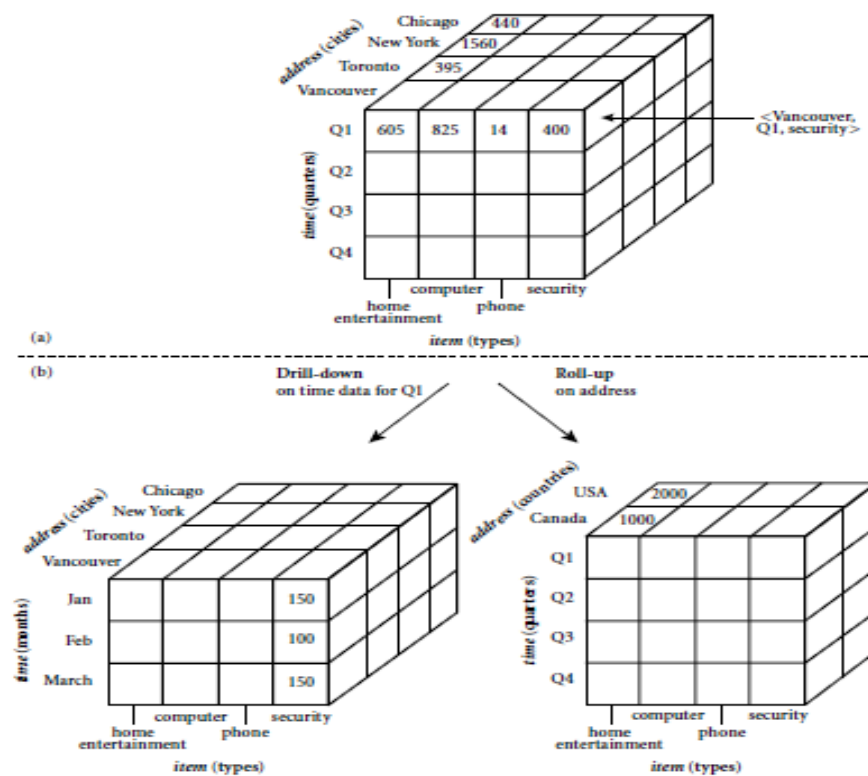 address (cities)
Chicago 440
New York 1560
Toronto 395
Vancouver
time (quarters)
Q1 605 825 14 400
<Vancouver,
Q1, security>
Q2
Q3
Q4
computer security
home phone
entertainment
item (types)
(a)
(b)
Drill-down
on time data for Q1
Roll-up
on address
address (cities)
Chicago
New York
Toronto
Vancouver
time (months)
Jan 150
Feb 100
March 150
computer security
home phone
entertainment
item (types)
address (countries)
USA 2000
Canada 1000
time (quarters)
Q1
Q2
Q3
Q4
computer security
home phone
entertainment
item (types)